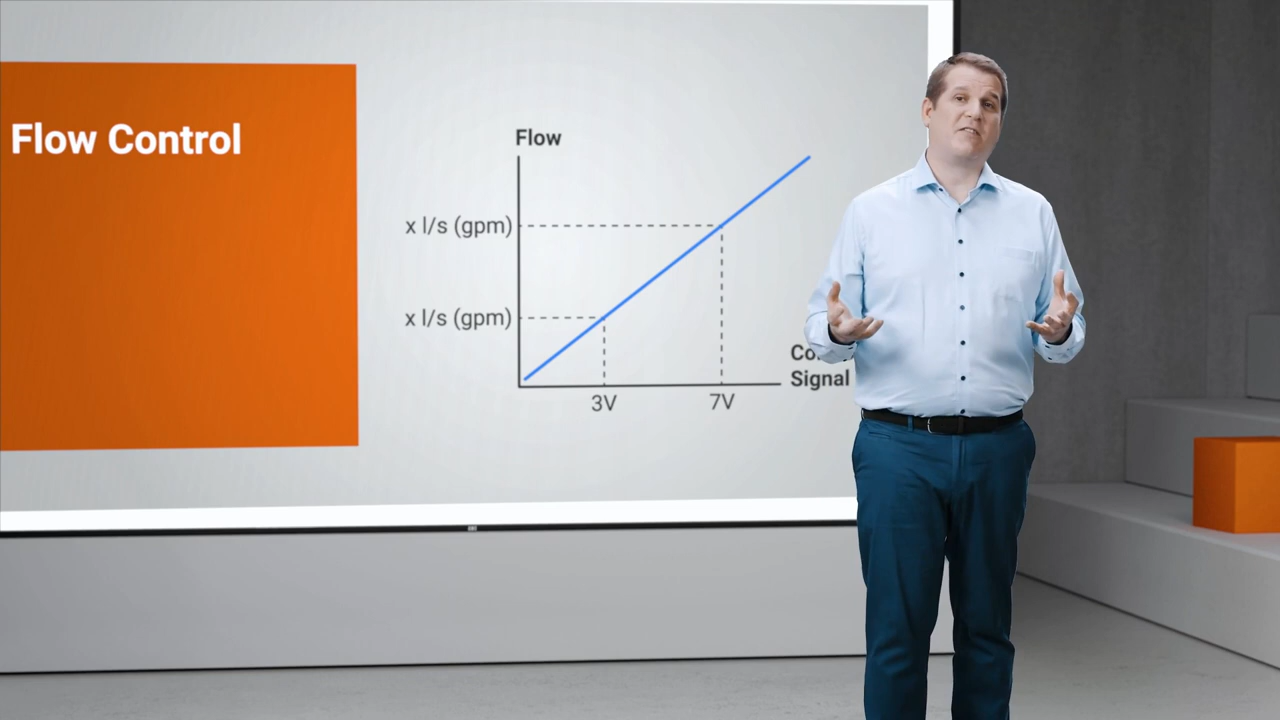 Flow Control
Flow
x l/s (gpm)
x l/s (gpm)
Signal
3V
7V